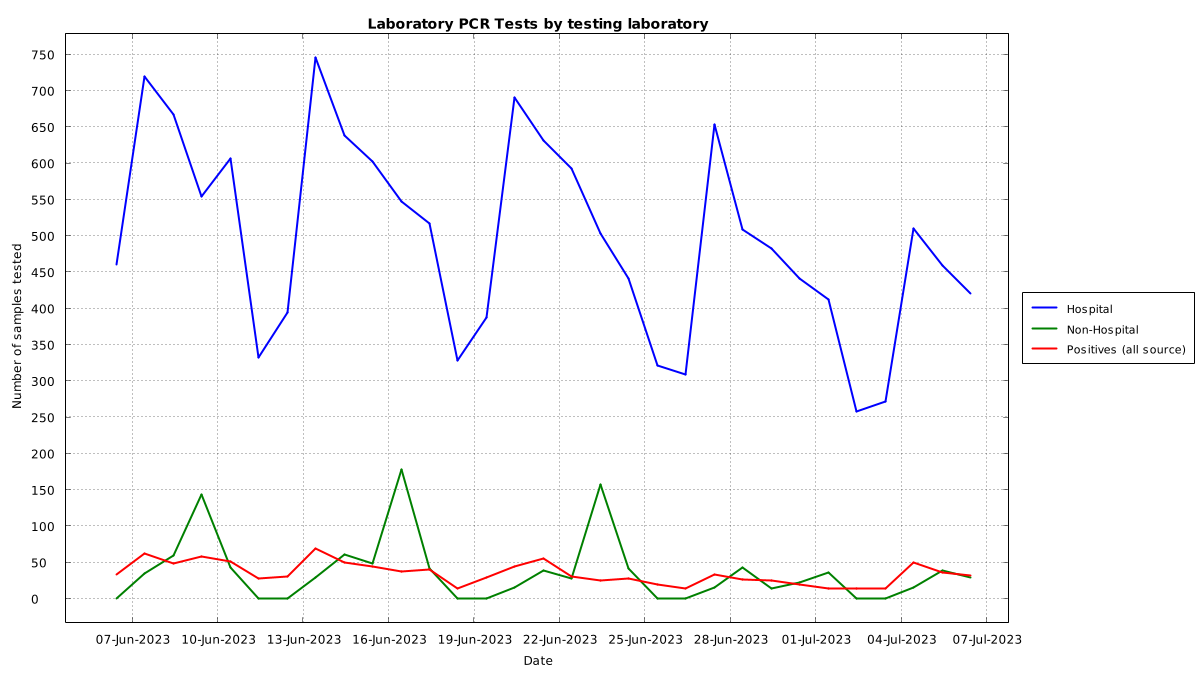 Laboratory PCR Tests by testing laboratory
750
700
650
600
550
500
450
400
350
300
250
200
150
100
50
0
Number of samples tested
07-Jun-2023 10-Jun-2023 13-Jun-2023 16-Jun-2023 19-Jun-2023 22-Jun-2023 25-Jun-2023 28-Jun-2023 01-Jul-2023 04-Jul-2023 07-Jul-2023
Date
Hospital
Non-Hospital
Positives (all source)